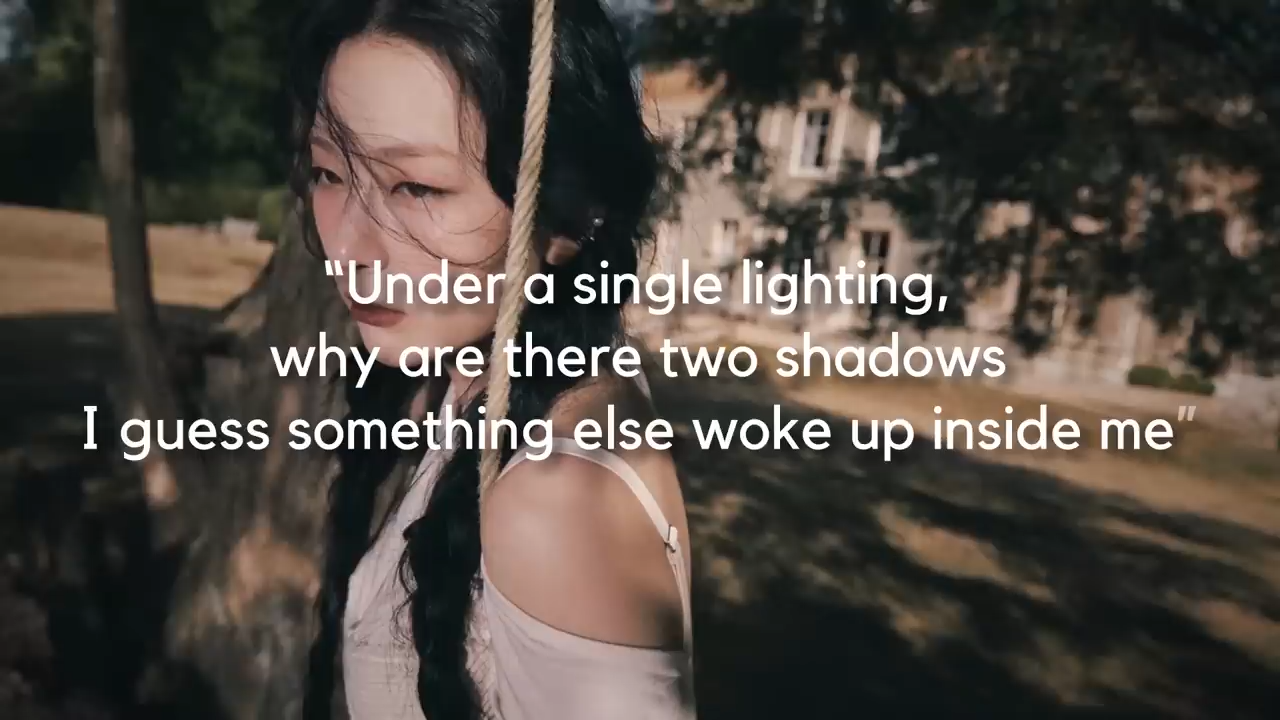 “Under a single lighting,
why are there two shadows
I guess something else woke up inside me”